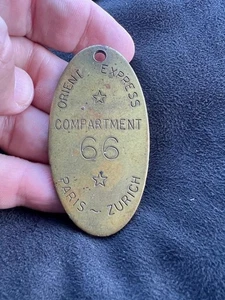 ORIENT EXPRESS
COMPARTMENT
66
PARIS ~ ZURICH